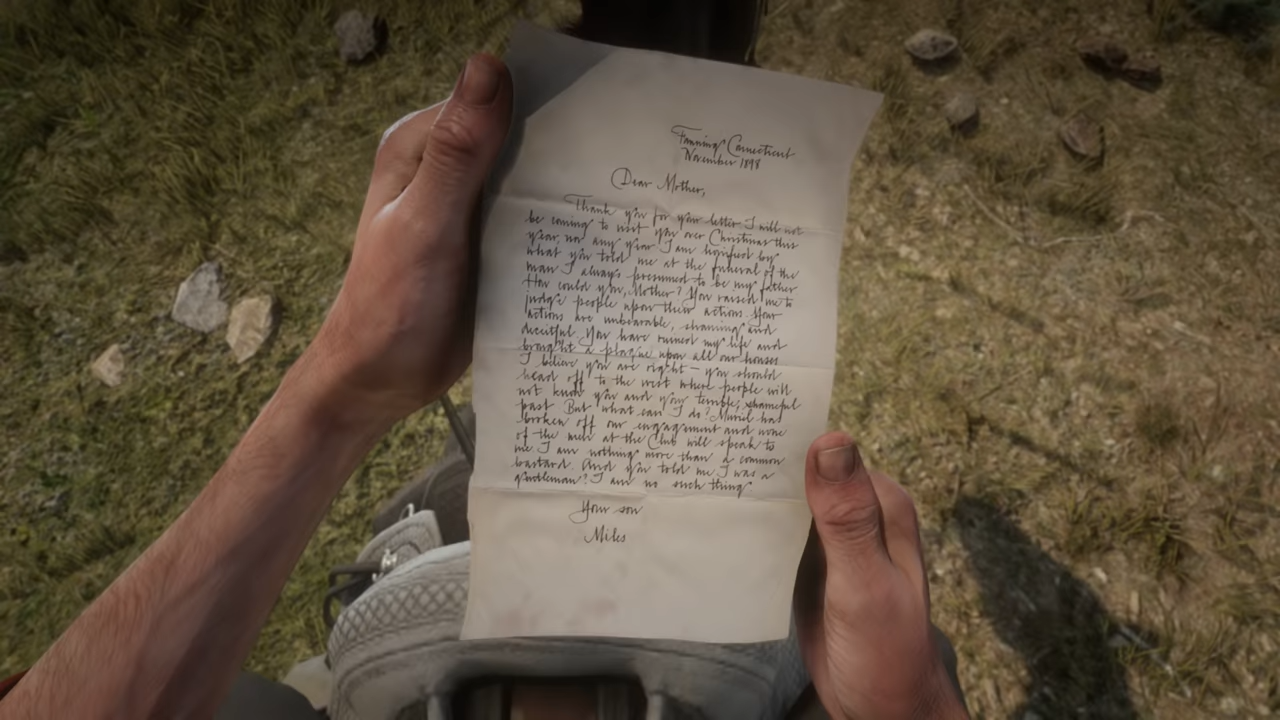 Fanning, Connecticut
November 1898
Dear Mother,
Thank you for your letter I will not
be coming to visit you over Christmas this
year, nor any year I am horrified by
what you told me at the funeral of the
man I always presumed to be my father
How could you, Mother? You raised me to
judge people upon their actions Your
actions are unbearable, shaming and
deceitful You have ruined my life and
brought a plague upon all our houses
I believe you are right – you should
head off to the west where people will
not know you and your terrible, shameful
past But what can I do? Muriel has
broken off our engagement and none
of the men at the Club will speak to
me I am nothing more than a common
bastard. And you told me I was a
gentleman! I am no such thing
Your son
Miles